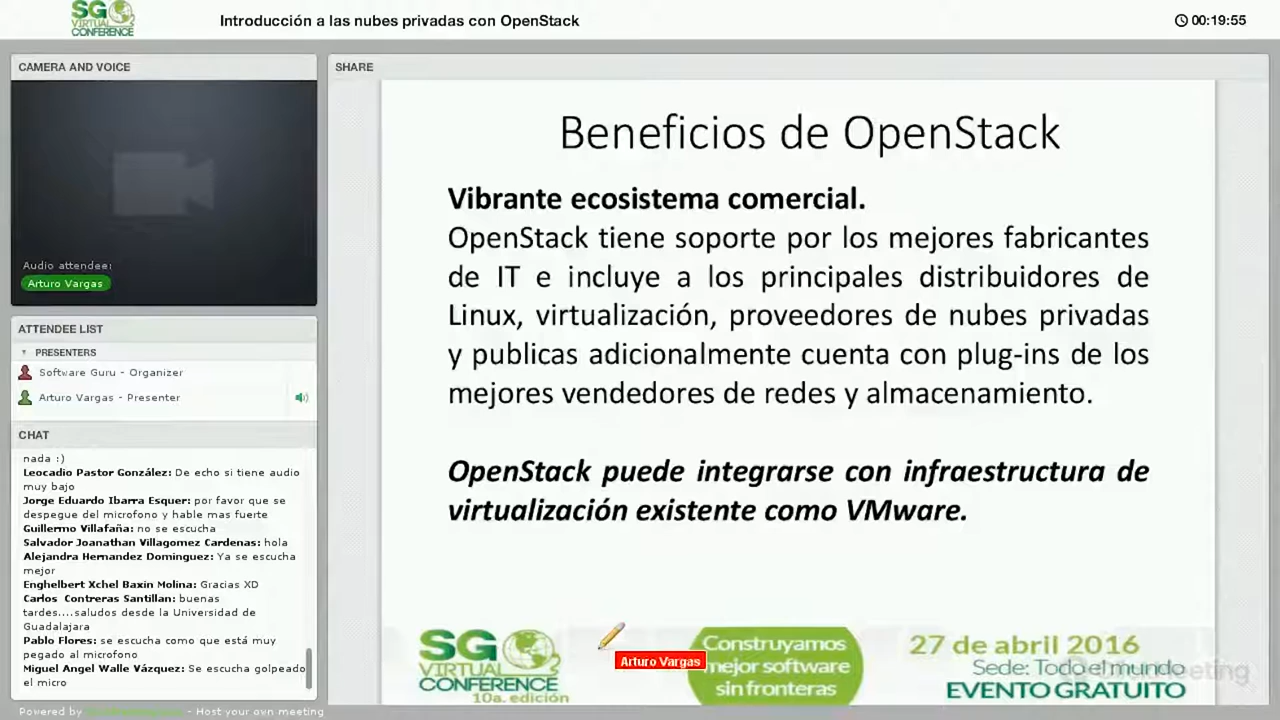 SG
VIRTUAL
CONFERENCE
Introducción a las nubes privadas con OpenStack
00:19:55
CAMERA AND VOICE
Audio attendee:
Arturo Vargas
ATTENDEE LIST
PRESENTERS
Software Guru - Organizer
Arturo Vargas - Presenter
CHAT
nada :)
Leocadio Pastor González: De echo si tiene audio
muy bajo
Jorge Eduardo Ibarra Esquer: por favor que se
despegue del microfono y hable mas fuerte
Guillermo Villafaña: no se escucha
Salvador Joanathan Villagomez Cardenas: hola
Alejandra Hernandez Dominguez: Ya se escucha
mejor
Enghelbert Xchel Baxin Molina: Gracias XD
Carlos Contreras Santillan: buenas
tardes....saludos desde la Universidad de
Guadalajara
Pablo Flores: se escucha como que está muy
pegado al microfono
Miguel Angel Walle Vázquez: Se escucha golpeado
el micro
Powered by
- Host your own meeting
SHARE
Beneficios de OpenStack
Vibrante ecosistema comercial.
OpenStack tiene soporte por los mejores fabricantes
de IT e incluye a los principales distribuidores de
Linux, virtualización, proveedores de nubes privadas
y publicas adicionalmente cuenta con plug-ins de los
mejores vendedores de redes y almacenamiento.
OpenStack puede integrarse con infraestructura de
virtualización existente como VMware.
SG
VIRTUAL
CONFERENCE
10a. edición
Arturo Vargas
Construyamos
mejor software
sin fronteras
27 de abril 2016
Sede: Todo el mundo
EVENTO GRATUITO